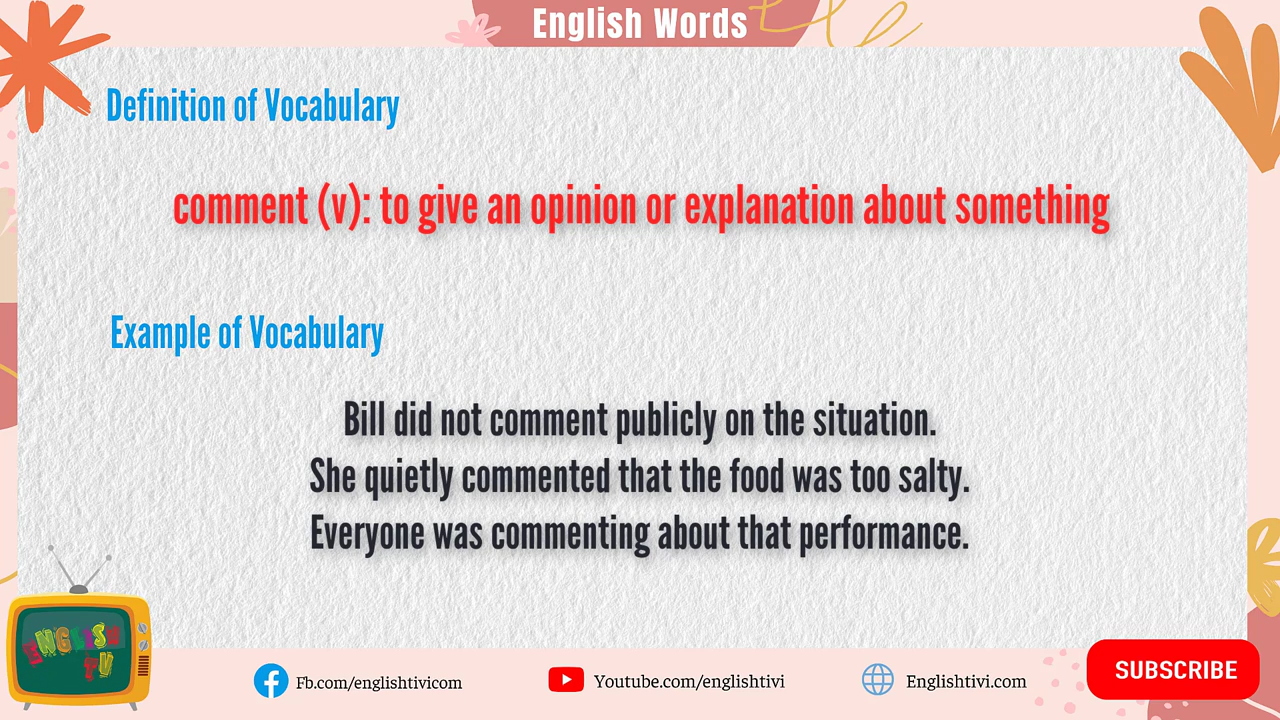 English Words
Definition of Vocabulary
comment (v): to give an opinion or explanation about something
Example of Vocabulary
Bill did not comment publicly on the situation.
She quietly commented that the food was too salty.
Everyone was commenting about that performance.
ENGLISH
TV
Fb.com/englishtivicom
Youtube.com/englishtivi
Englishtivi.com
SUBSCRIBE